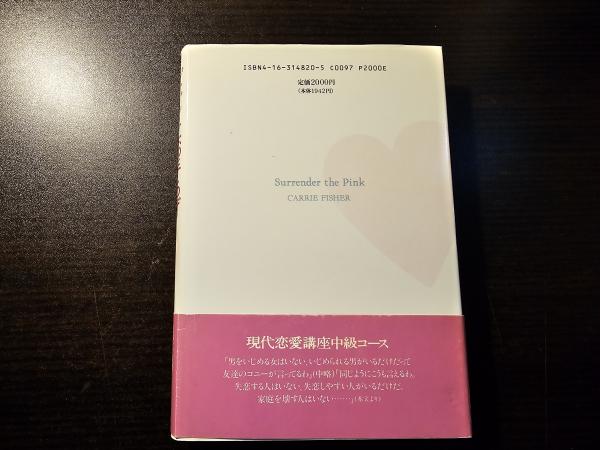 ISBN4-16-314820-5 C0097 P2000E
定価2000円
(本体1942円)
Surrender the Pink
CARRIE FISHER
現代恋愛講座中級コース
「男をいじめる女はいない、いじめられる男がいるだけだって
友達のコニーが言ってるわ」(中略)「同じようにこうも言えるわ。
失恋する人はいない、失恋しやすい人がいるだけだ。
家庭を壊す人はいない……」(本文より)